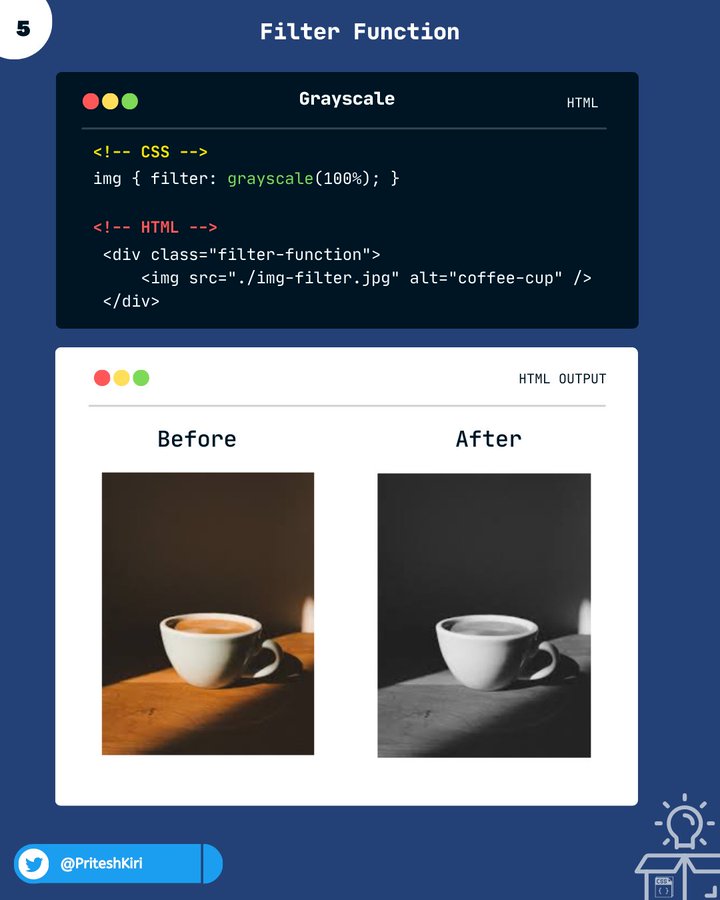 5
Filter Function
Grayscale
HTML
<!-- CSS -->
img { filter: grayscale(100%); }
<!-- HTML -->
<div class="filter-function">
<img src="./img-filter.jpg" alt="coffee-cup" />
</div>
HTML OUTPUT
Before
After
@PriteshKiri
CSS
{ }